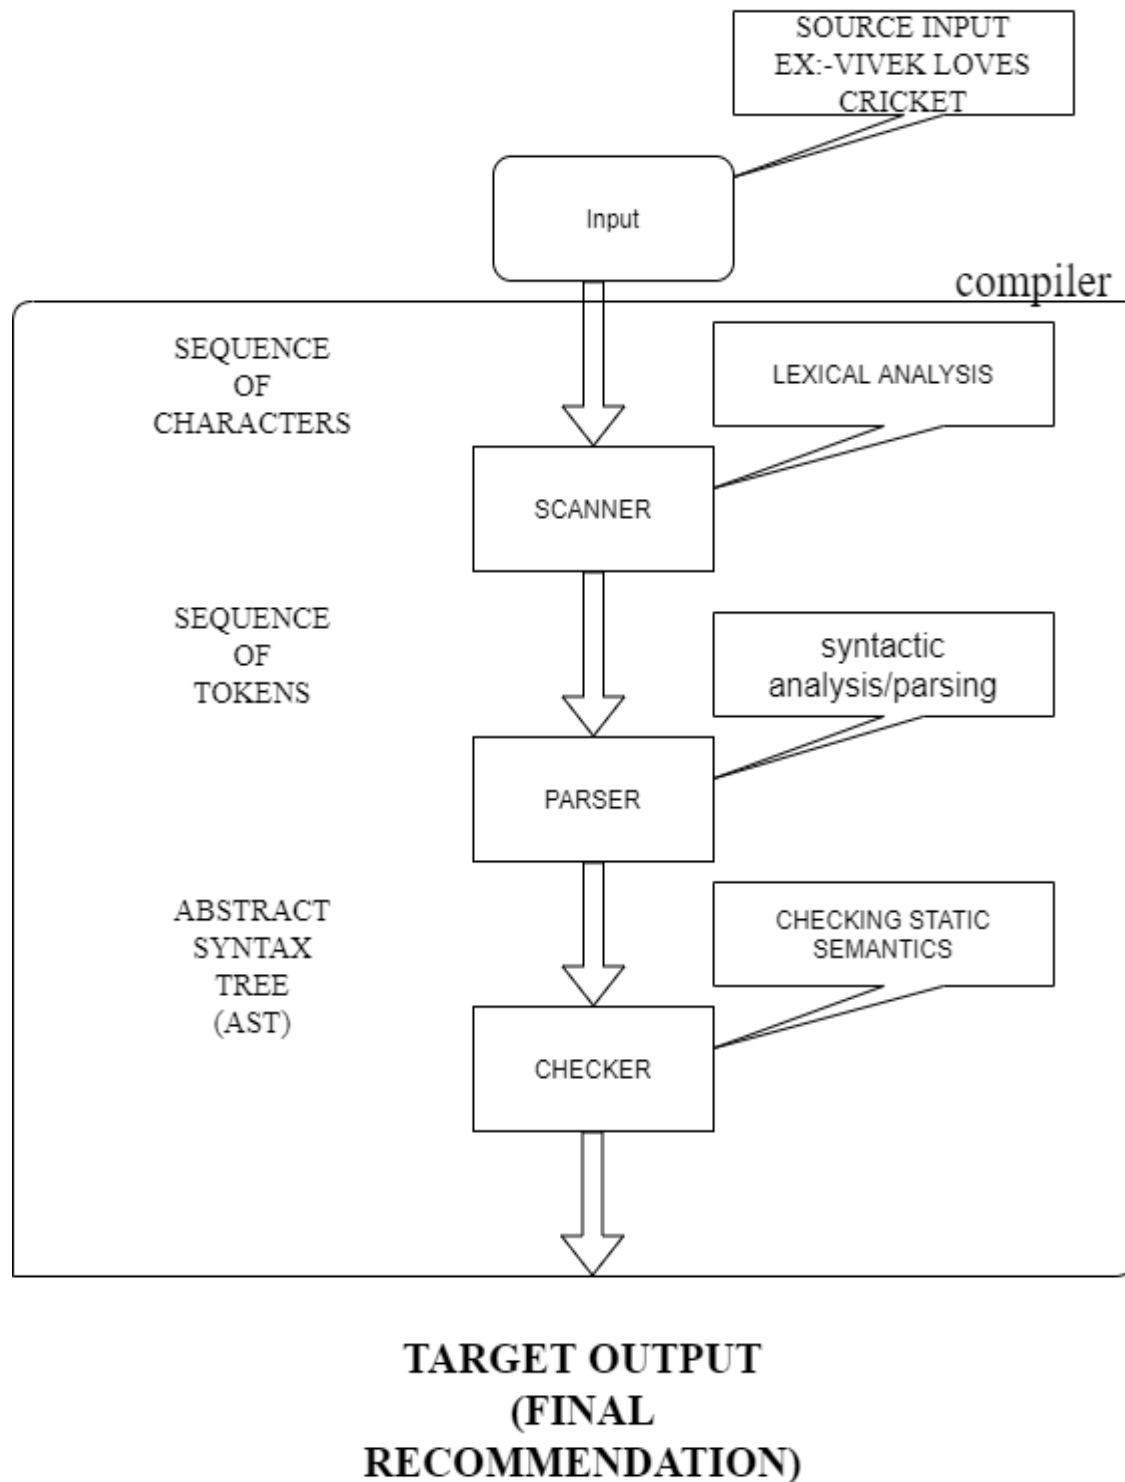 SOURCE INPUT
EX:-VIVEK LOVES
CRICKET
Input
compiler
SEQUENCE
OF
CHARACTERS
LEXICAL ANALYSIS
SCANNER
SEQUENCE
OF
TOKENS
syntactic
analysis/parsing
PARSER
ABSTRACT
SYNTAX
TREE
(AST)
CHECKING STATIC
SEMANTICS
CHECKER
TARGET OUTPUT
(FINAL
RECOMMENDATION)